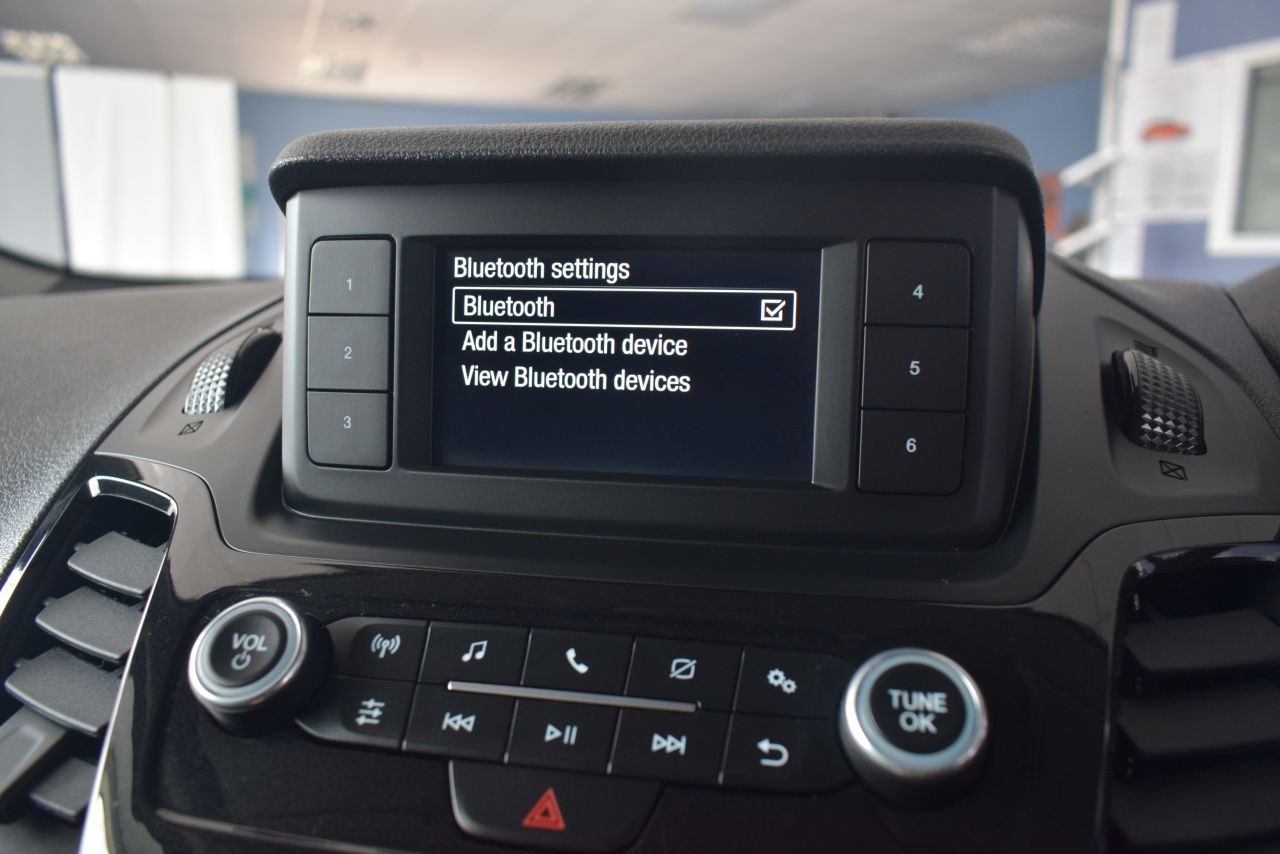 Bluetooth settings
Bluetooth
Add a Bluetooth device
View Bluetooth devices
1
2
3
4
5
6
VOL
TUNE
OK